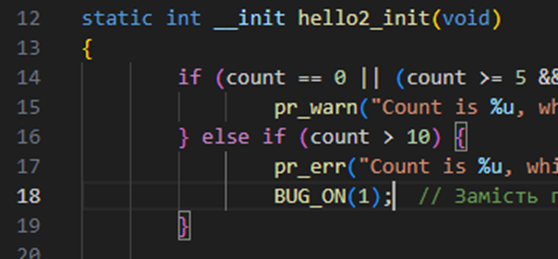 12 static int __init hello2_init(void)
13 {
14 if (count == 0 || (count >= 5 &&
15 pr_warn("Count is %u, wh
16 } else if (count > 10) {
17 pr_err("Count is %u, whi
18 BUG_ON(1); // Замість
19 }
20